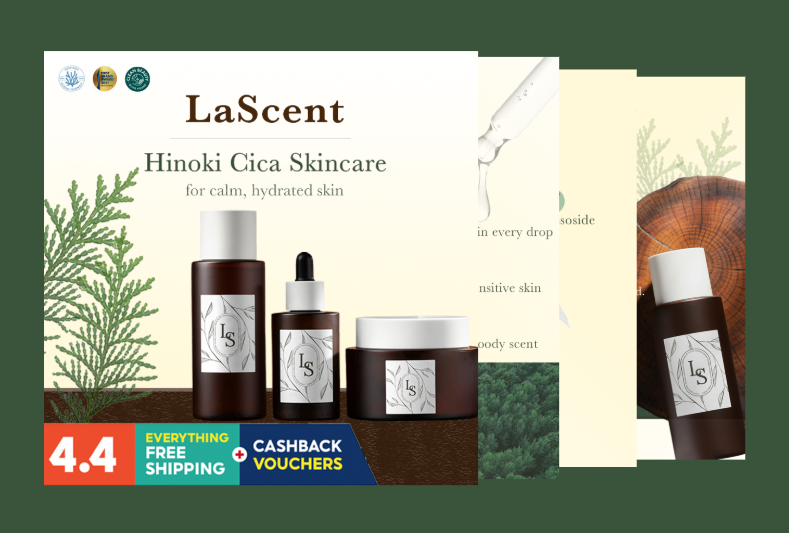 LaScent
Hinoki Cica Skincare
for calm, hydrated skin
LS
LS
LS
4.4
EVERYTHING
FREE
SHIPPING
+
CASHBACK
VOUCHERS
in every drop
nsitive skin
oody scent
soside
d.
LS